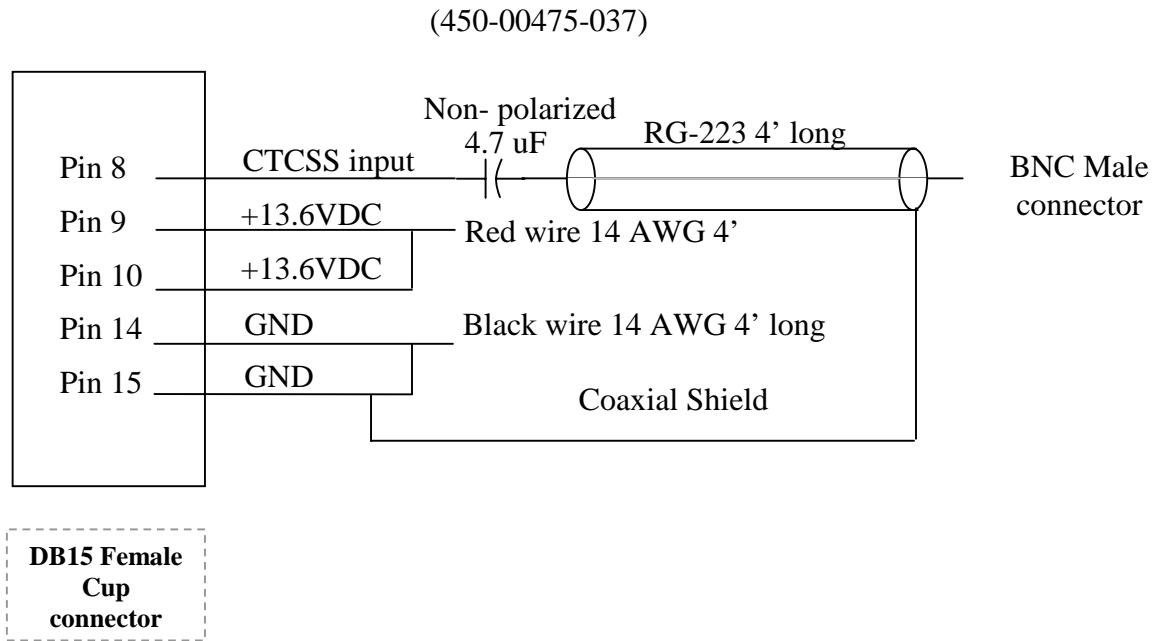 (450-00475-037)
Non- polarized
4.7 uF
RG-223 4’ long
Pin 8
CTCSS input
BNC Male
connector
Pin 9
+13.6VDC
Red wire 14 AWG 4’
Pin 10
+13.6VDC
Pin 14
GND
Black wire 14 AWG 4’ long
Pin 15
GND
Coaxial Shield
DB15 Female
Cup
connector